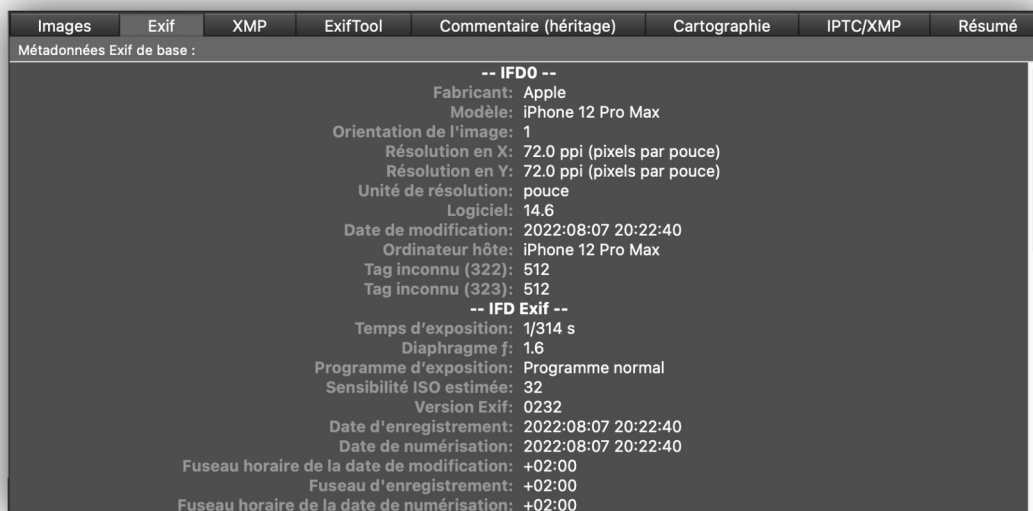 Images Exif XMP ExifTool Commentaire (héritage) Cartographie IPTC/XMP Résumé
Métadonnées Exif de base :
-- IFD0 --
Fabricant: Apple
Modèle: iPhone 12 Pro Max
Orientation de l'image: 1
Résolution en X: 72.0 ppi (pixels par pouce)
Résolution en Y: 72.0 ppi (pixels par pouce)
Unité de résolution: pouce
Logiciel: 14.6
Date de modification: 2022:08:07 20:22:40
Ordinateur hôte: iPhone 12 Pro Max
Tag inconnu (322): 512
Tag inconnu (323): 512
-- IFD Exif --
Temps d'exposition: 1/314 s
Diaphragme ƒ: 1.6
Programme d'exposition: Programme normal
Sensibilité ISO estimée: 32
Version Exif: 0232
Date d'enregistrement: 2022:08:07 20:22:40
Date de numérisation: 2022:08:07 20:22:40
Fuseau horaire de la date de modification: +02:00
Fuseau d'enregistrement: +02:00
Fuseau horaire de la date de numérisation: +02:00